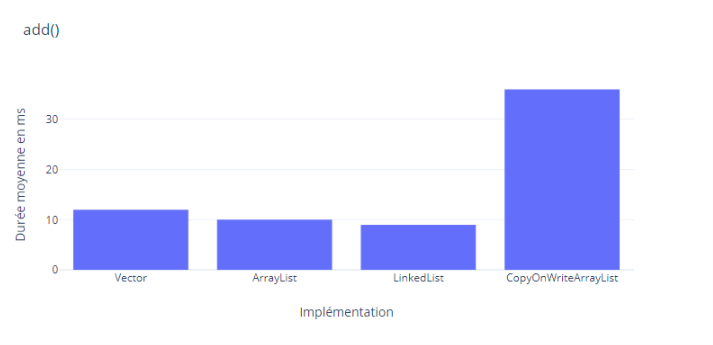 add()
Durée moyenne en ms
30
20
10
0
Vector
ArrayList
LinkedList
CopyOnWriteArrayList
Implémentation